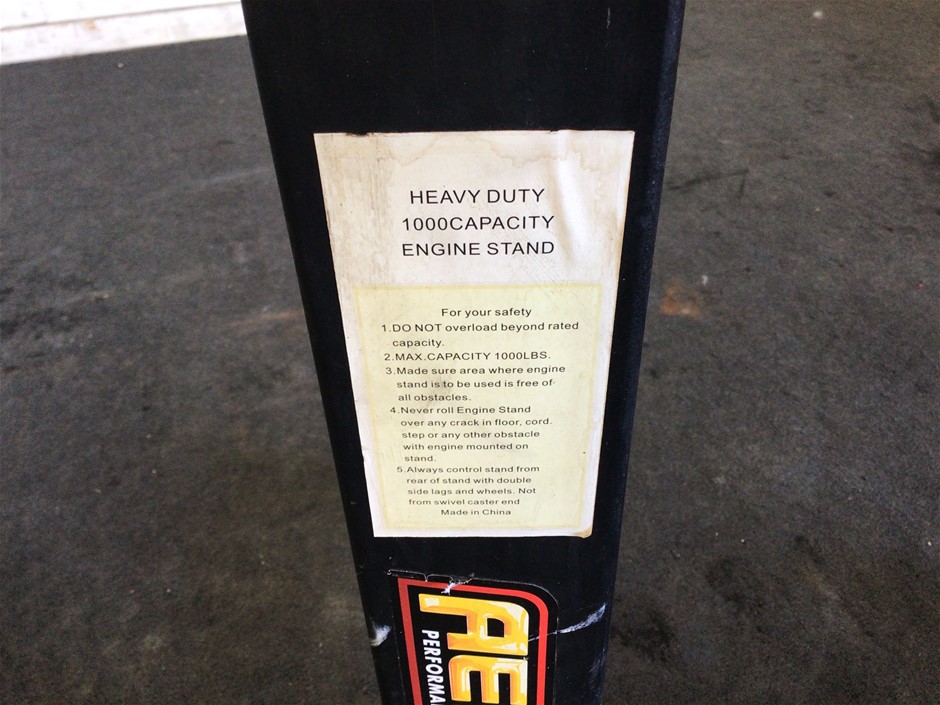 HEAVY DUTY
1000CAPACITY
ENGINE STAND
For your safety
1.DO NOT overload beyond rated
capacity.
2.MAX.CAPACITY 1000LBS.
3.Made sure area where engine
stand is to be used is free of
all obstacles.
4.Never roll Engine Stand
over any crack in floor, cord.
step or any other obstacle
with engine mounted on
stand.
5.Always control stand from
rear of stand with double
side lags and wheels. Not
from swivel caster end
Made in China